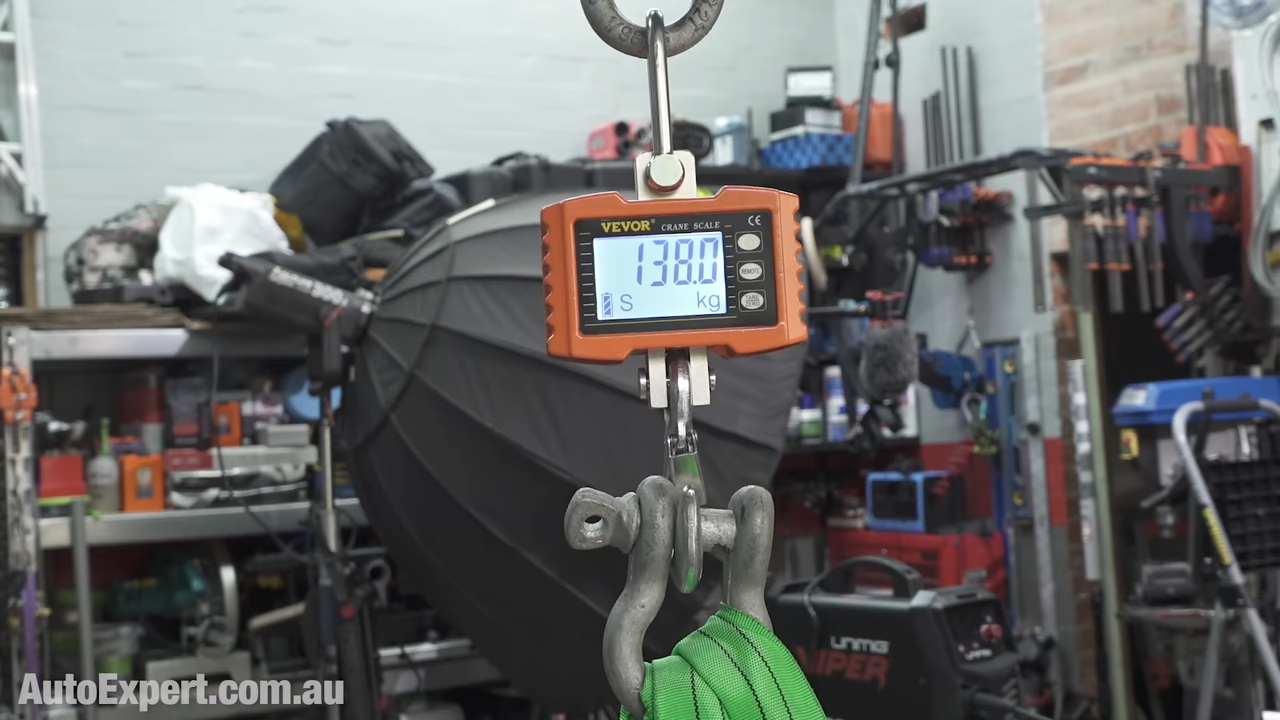 VEVOR® CRANE SCALE CE
138.0
S kg
REMOTE
TARE
ZERO
UNIMIG
VIPER
AutoExpert.com.au